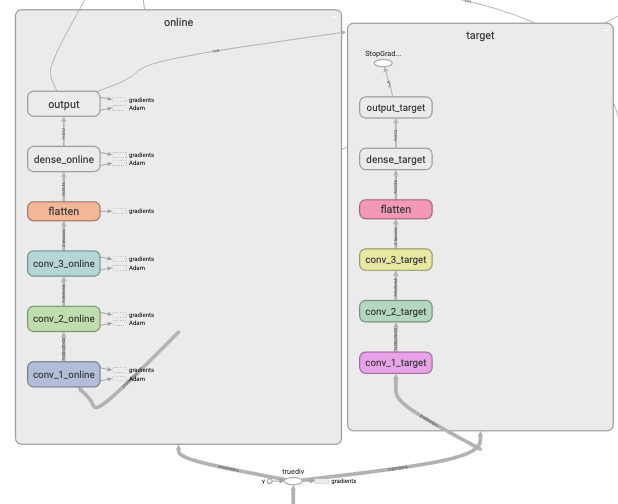 online
output
gradients
Adam
dense_online
gradients
Adam
flatten
gradients
conv_3_online
gradients
Adam
conv_2_online
gradients
Adam
conv_1_online
gradients
Adam
target
StopGrad...
output_target
dense_target
flatten
conv_3_target
conv_2_target
conv_1_target
truediv
y
gradients